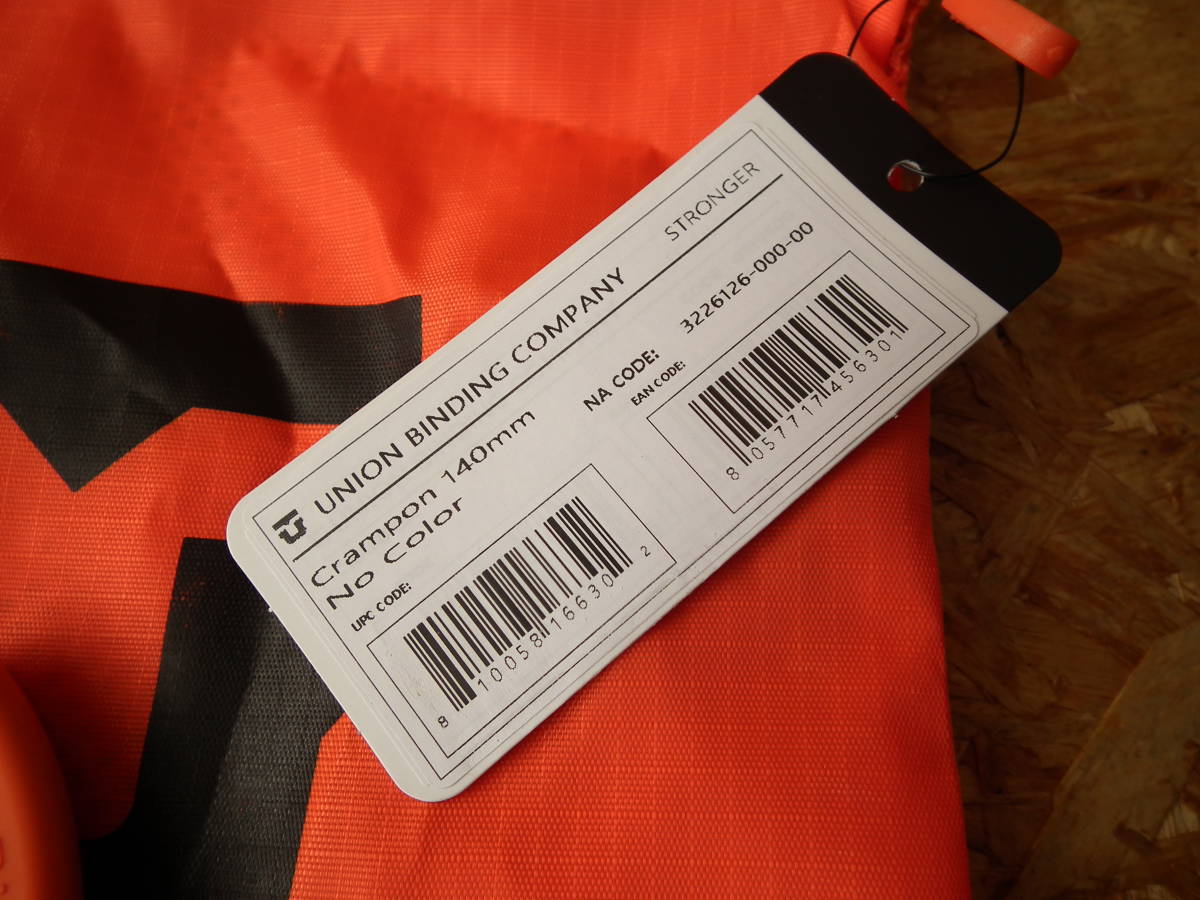 UNION BINDING COMPANY STRONGER
Crampon 140mm
No Color
NA CODE: 3226126-000-00
EAN CODE:
8 057717 456301
UPC CODE:
8 10058 16630 2